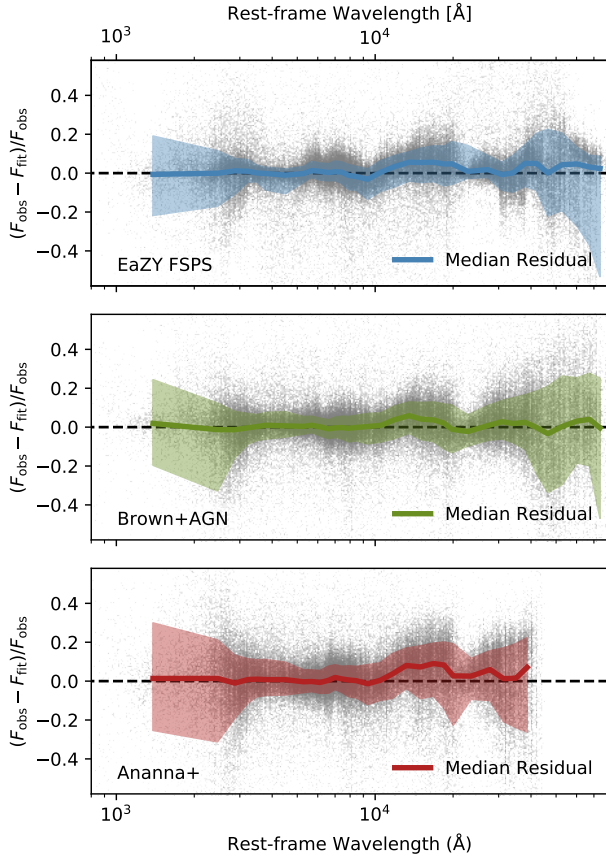 Rest-frame Wavelength [Å]
10³ 10⁴
0.4
0.2
0.0
−0.2
−0.4
(F_obs − F_fit)/F_obs
EaZY FSPS
Median Residual
0.4
0.2
0.0
−0.2
−0.4
(F_obs − F_fit)/F_obs
Brown+AGN
Median Residual
0.4
0.2
0.0
−0.2
−0.4
(F_obs − F_fit)/F_obs
Ananna+
Median Residual
10³ 10⁴
Rest-frame Wavelength (Å)